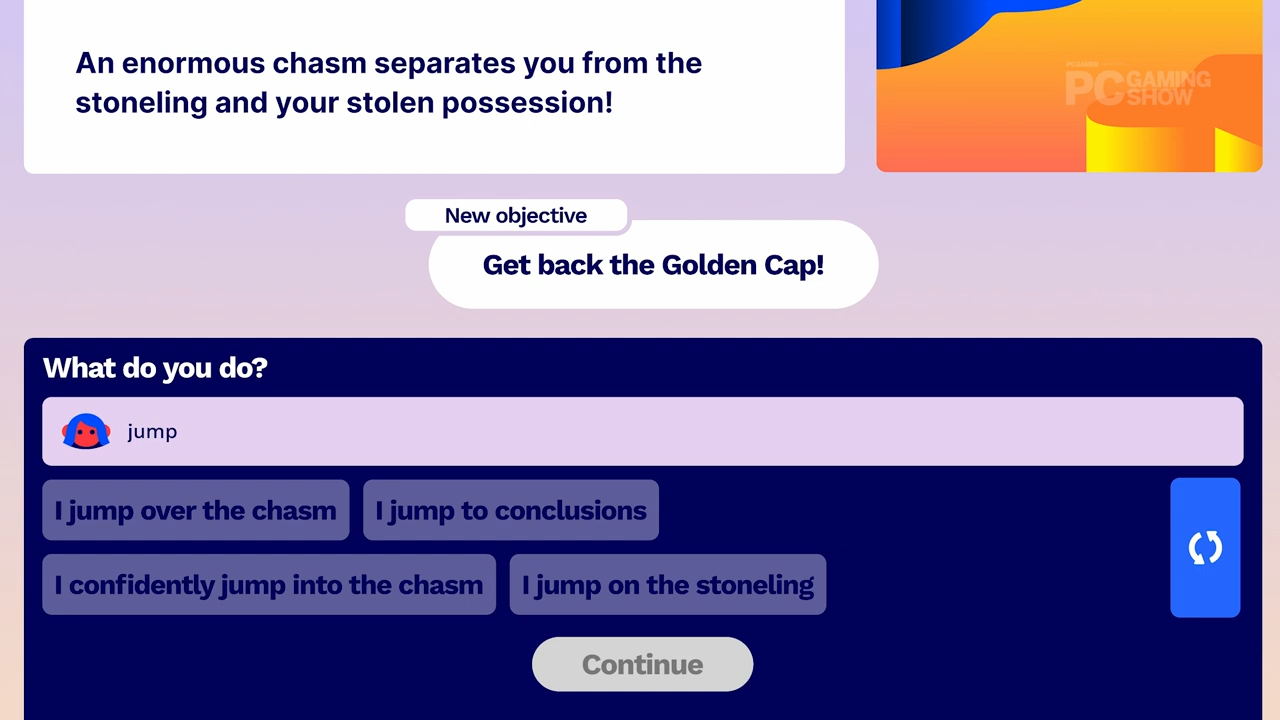 An enormous chasm separates you from the
stoneling and your stolen possession!
PC GAMING
SHOW
New objective
Get back the Golden Cap!
What do you do?
jump
I jump over the chasm
I jump to conclusions
I confidently jump into the chasm
I jump on the stoneling
Continue